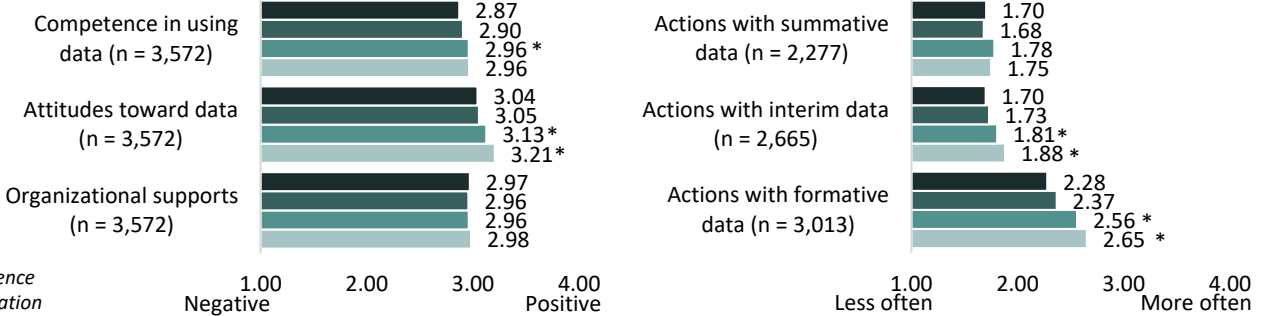 Competence in using
data (n = 3,572)
2.87
2.90
2.96 *
2.96
Attitudes toward data
(n = 3,572)
3.04
3.05
3.13*
3.21*
Organizational supports
(n = 3,572)
2.97
2.96
2.96
2.98
1.00 2.00 3.00 4.00
Negative Positive
Actions with summative
data (n = 2,277)
1.70
1.68
1.78
1.75
Actions with interim data
(n = 2,665)
1.70
1.73
1.81*
1.88 *
Actions with formative
data (n = 3,013)
2.28
2.37
2.56 *
2.65 *
1.00 2.00 3.00 4.00
Less often More often